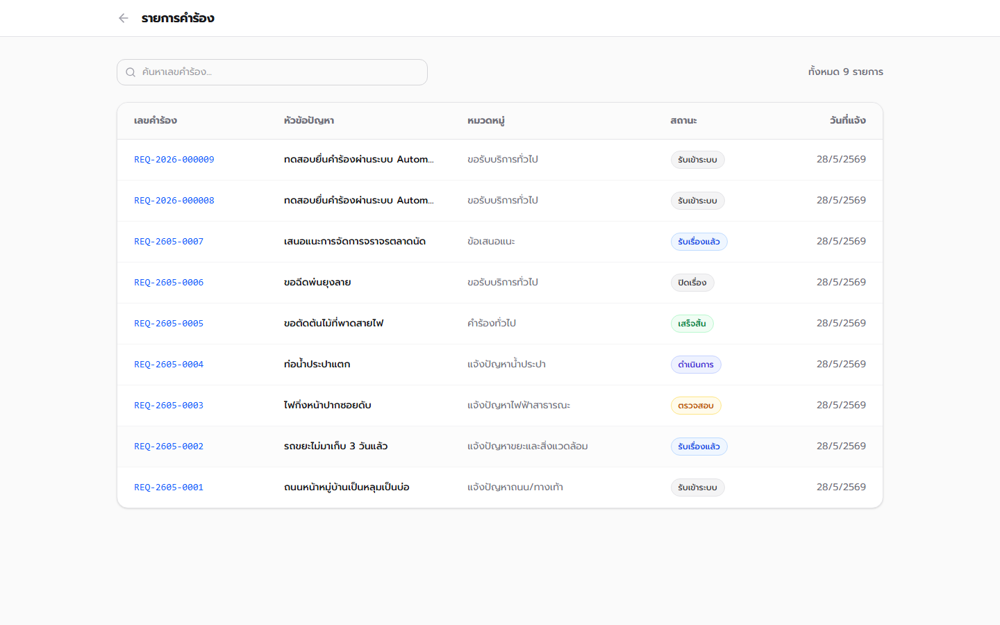 รายการคำร้อง
ค้นหาเลขคำร้อง...
ทั้งหมด 9 รายการ
เลขคำร้อง หัวข้อปัญหา หมวดหมู่ สถานะ วันที่แจ้ง
REQ-2026-000009 ทดสอบยื่นคำร้องผ่านระบบ Autom... ขอรับบริการทั่วไป รับเข้าระบบ 28/5/2569
REQ-2026-000008 ทดสอบยื่นคำร้องผ่านระบบ Autom... ขอรับบริการทั่วไป รับเข้าระบบ 28/5/2569
REQ-2605-0007 เสนอแนะการจัดการจราจรตลาดนัด ข้อเสนอแนะ รับเรื่องแล้ว 28/5/2569
REQ-2605-0006 ขอฉีดพ่นยุงลาย ขอรับบริการทั่วไป ปิดเรื่อง 28/5/2569
REQ-2605-0005 ขอตัดต้นไม้ที่พาดสายไฟ คำร้องทั่วไป เสร็จสิ้น 28/5/2569
REQ-2605-0004 ท่อน้ำประปาแตก แจ้งปัญหาน้ำประปา ดำเนินการ 28/5/2569
REQ-2605-0003 ไฟกิ่งหน้าปากซอยดับ แจ้งปัญหาไฟฟ้าสาธารณะ ตรวจสอบ 28/5/2569
REQ-2605-0002 รถขยะไม่มาเก็บ 3 วันแล้ว แจ้งปัญหาขยะและสิ่งแวดล้อม รับเรื่องแล้ว 28/5/2569
REQ-2605-0001 ถนนหน้าหมู่บ้านเป็นหลุมเป็นบ่อ แจ้งปัญหาถนน/ทางเท้า รับเข้าระบบ 28/5/2569